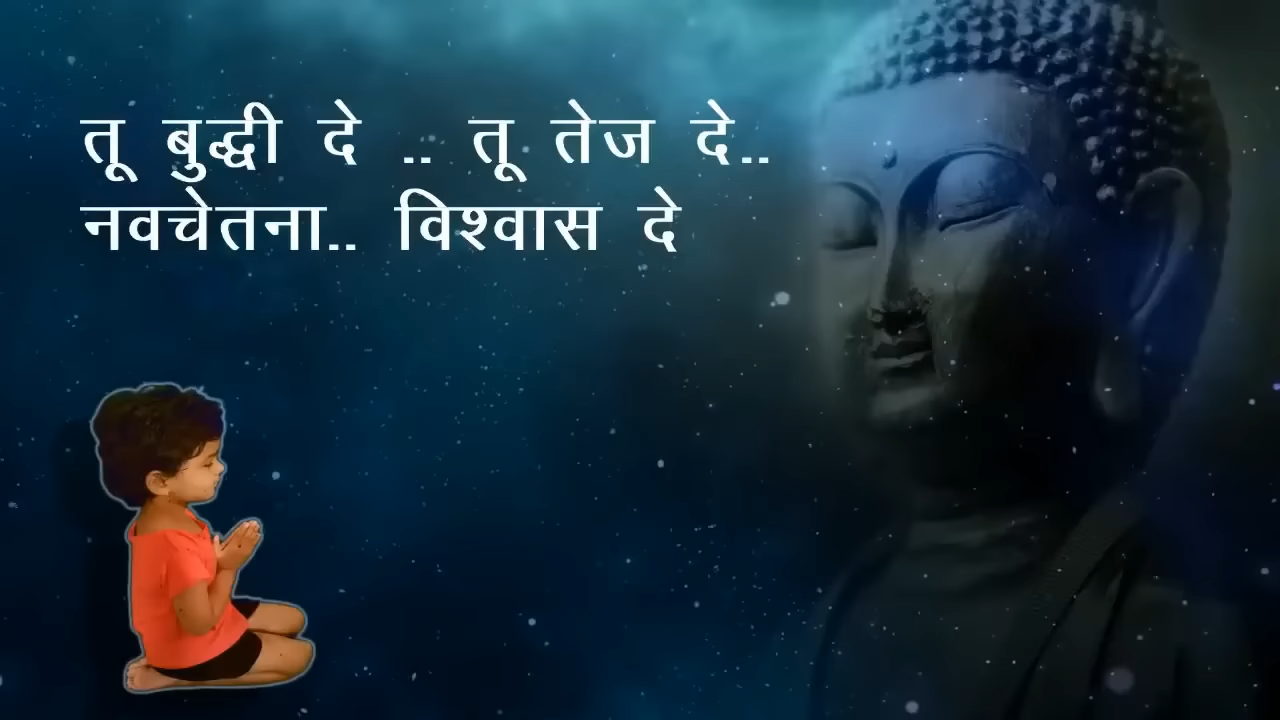 तू बुद्धी दे .. तू तेज दे..
नवचेतना.. विश्वास दे